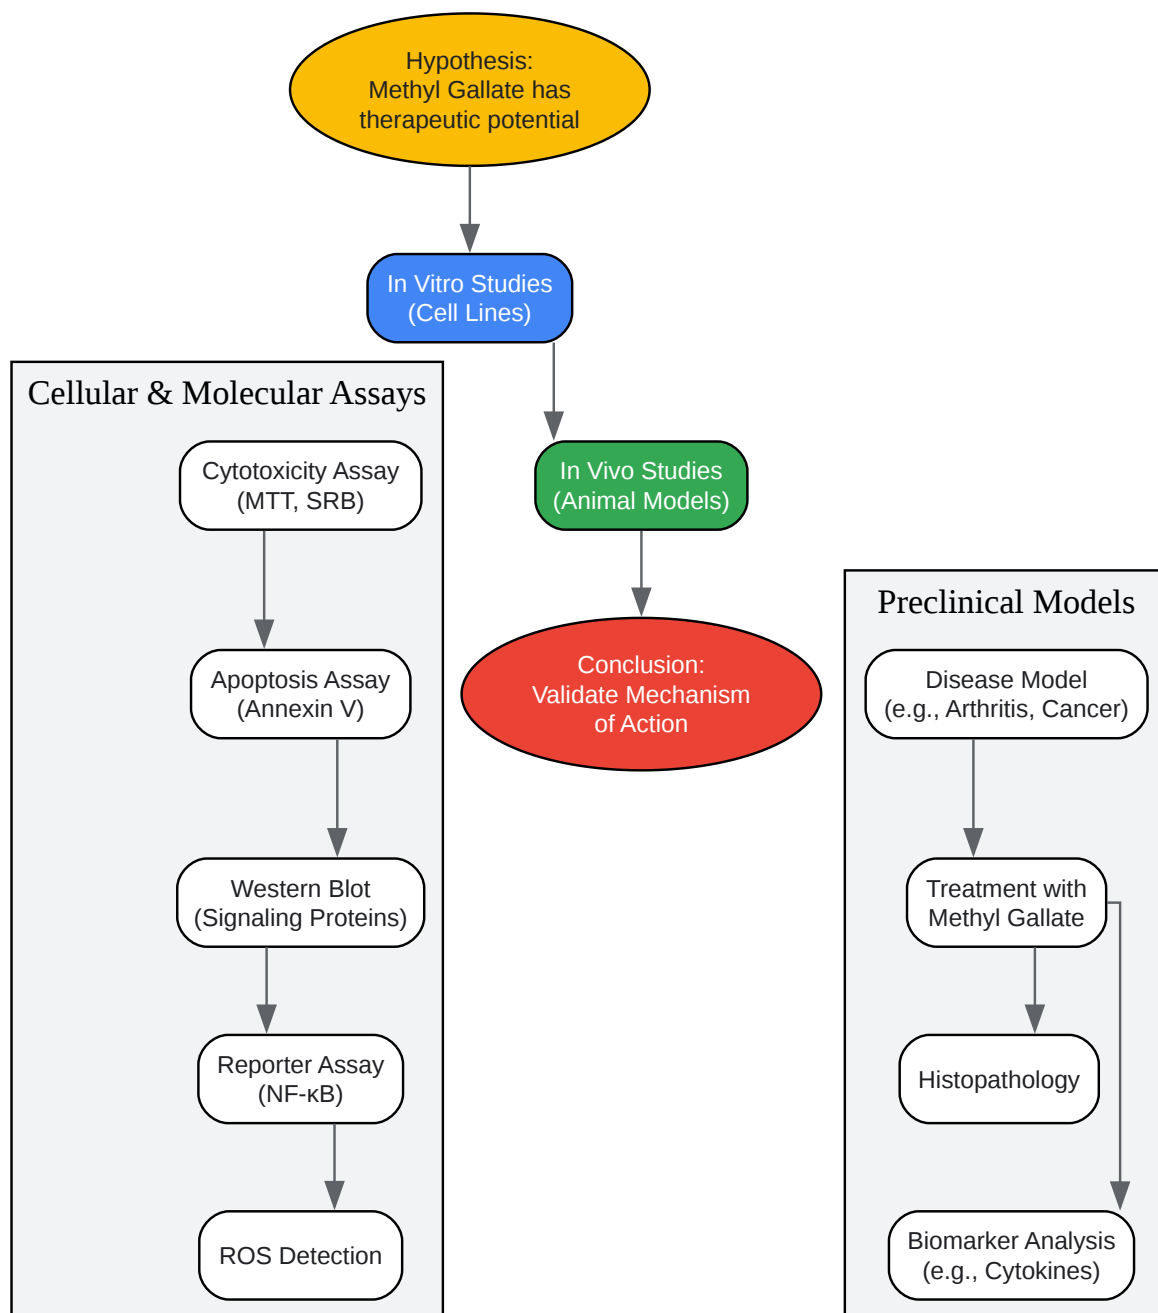 Hypothesis:
Methyl Gallate has
therapeutic potential
In Vitro Studies
(Cell Lines)
Cellular & Molecular Assays
Cytotoxicity Assay
(MTT, SRB)
Apoptosis Assay
(Annexin V)
Western Blot
(Signaling Proteins)
Reporter Assay
(NF-κB)
ROS Detection
In Vivo Studies
(Animal Models)
Conclusion:
Validate Mechanism
of Action
Preclinical Models
Disease Model
(e.g., Arthritis, Cancer)
Treatment with
Methyl Gallate
Histopathology
Biomarker Analysis
(e.g., Cytokines)